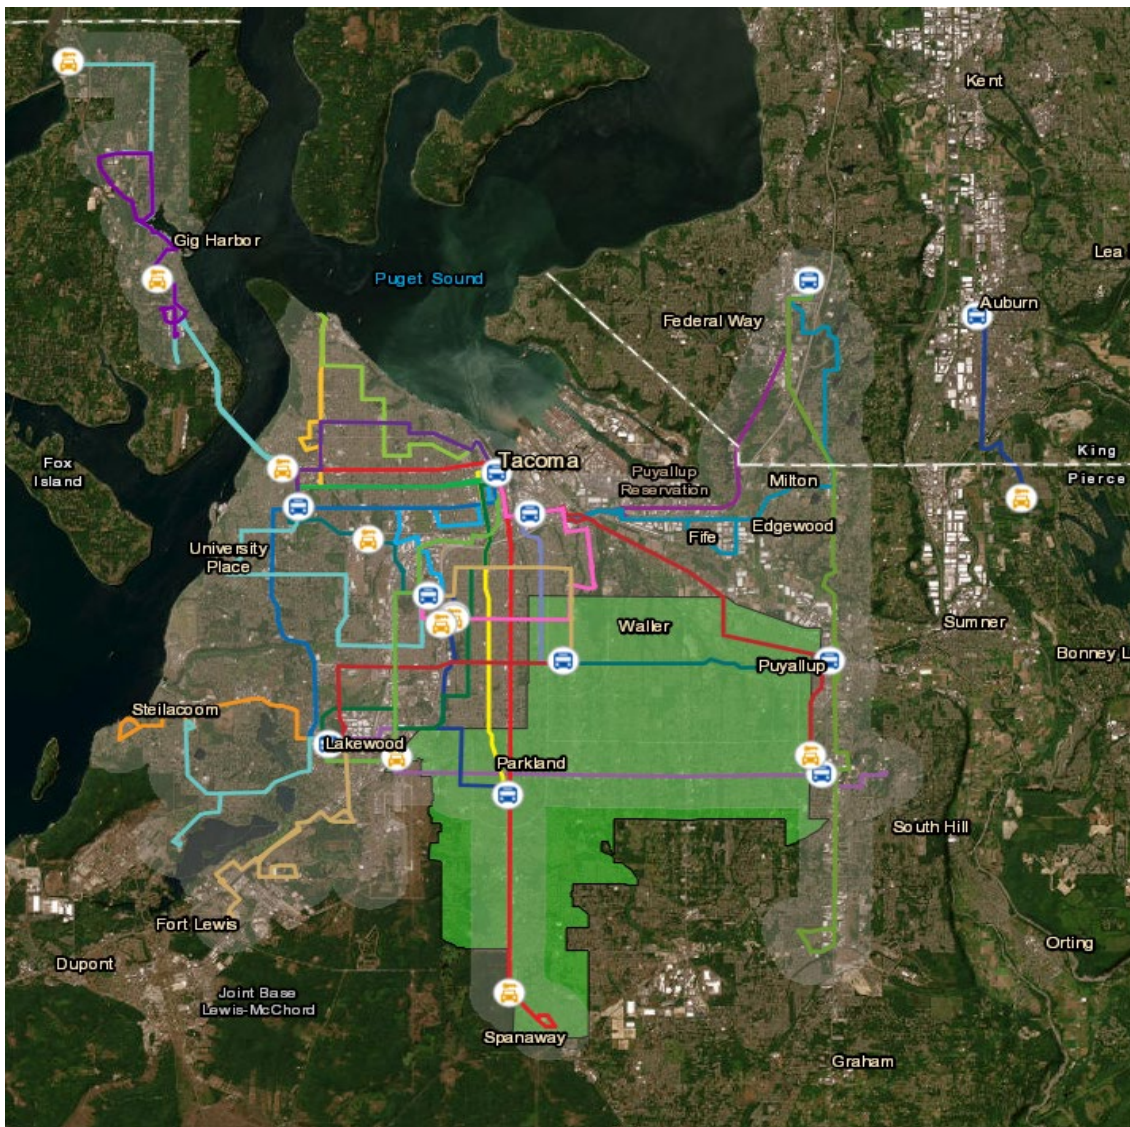 Kent
Gig Harbor
Lea
Puget Sound
Auburn
Federal Way
Tacoma
King
Pierce
Fox
Island
Puyallup
Reservation
Milton
Edgewood
Fife
University
Place
Waller
Sumner
Bonney L
Puyallup
Steilacoom
Lakewood
Parkland
South Hill
Fort Lewis
Orting
Dupont
Joint Base
Lewis-McChord
Spanaway
Graham